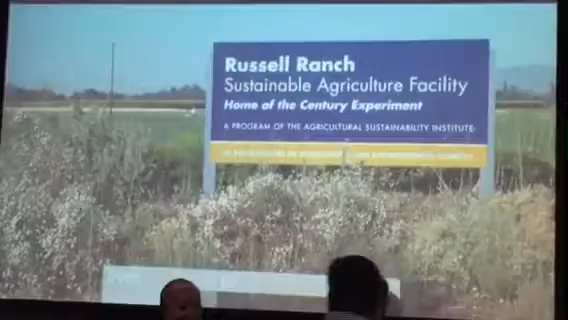 Russell Ranch
Sustainable Agriculture Facility
Home of the Century Experiment
A PROGRAM OF THE AGRICULTURAL SUSTAINABILITY INSTITUTE